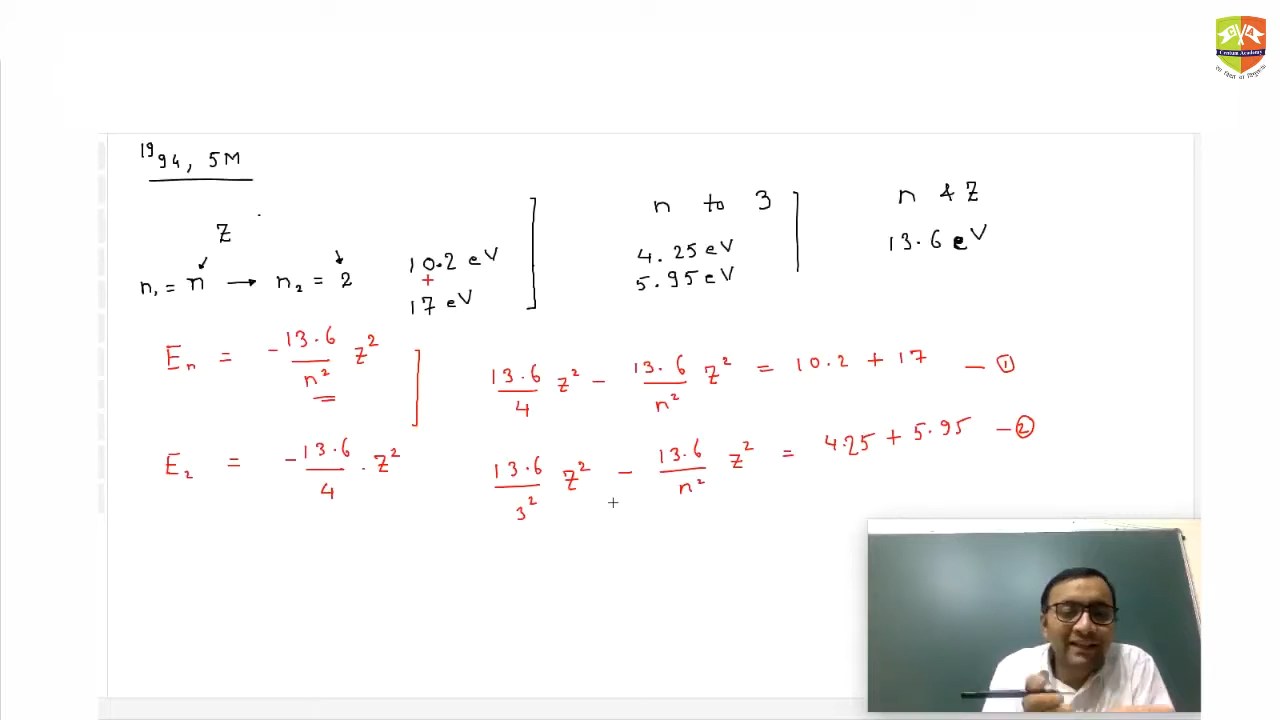 Centum Academy
1994, 5M
Z
n₁ = n → n₂ = 2
10.2 eV
+
17 eV
n to 3
4.25 eV
5.95 eV
n & Z
13.6 eV
Eₙ = -13.6/n² Z²
E₂ = -13.6/4 . Z²
13.6/4 Z² - 13.6/n² Z² = 10.2 + 17 - ①
13.6/3² Z² - 13.6/n² Z² = 4.25 + 5.95 - ②